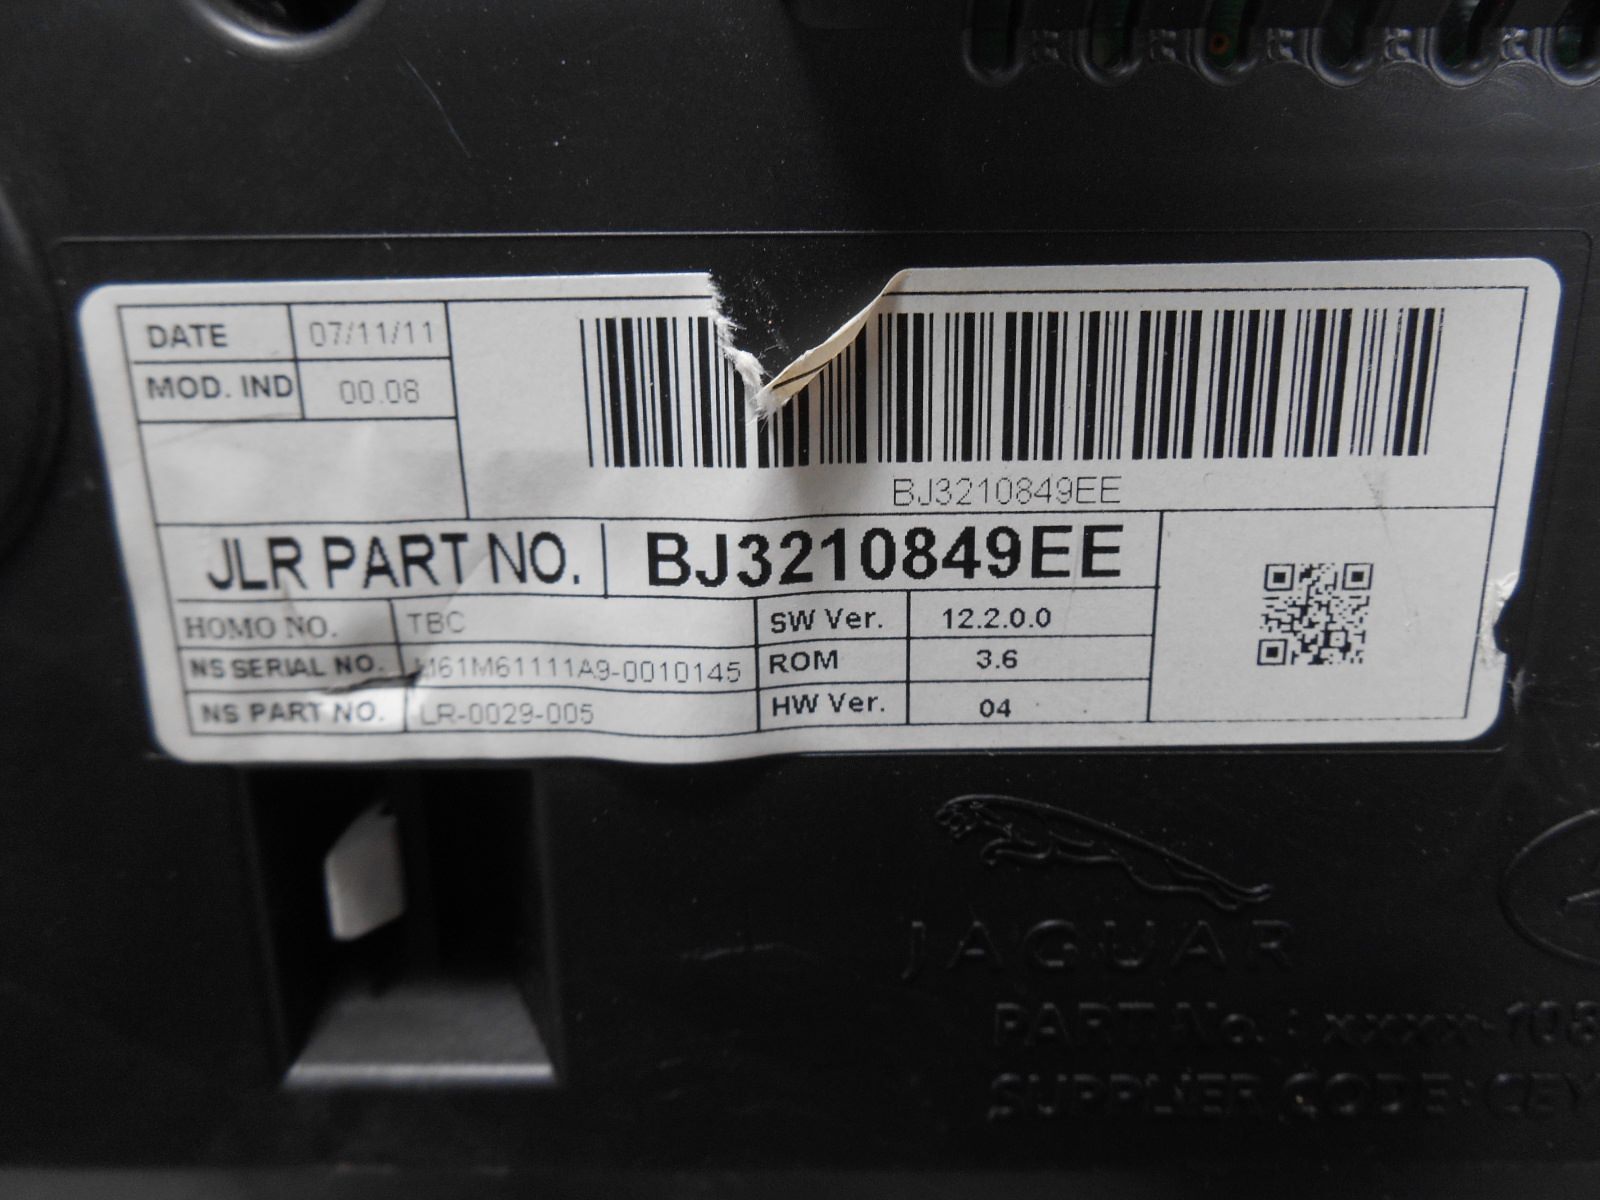 DATE 07/11/11
MOD. IND 00.08
BJ3210849EE
JLR PART NO. BJ3210849EE
HOMO NO. TBC
SW Ver. 12.2.0.0
NS SERIAL NO. M61M61111A9-0010145
ROM 3.6
NS PART NO. LR-0029-005
HW Ver. 04
JAGUAR
PART No. : xxxx-108
SUPPLIER CODE: